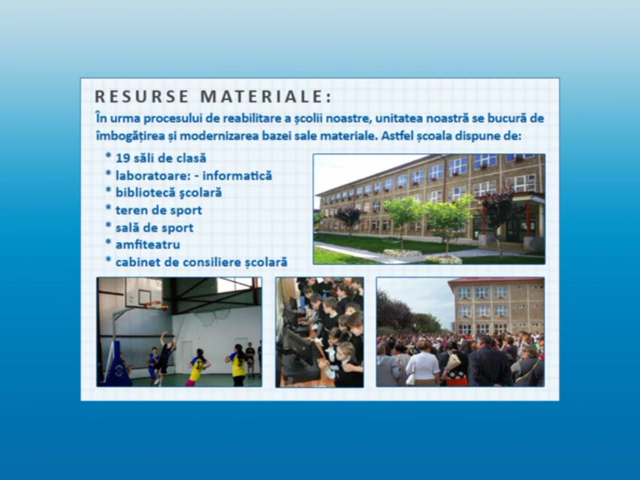 RESURSE MATERIALE:
În urma procesului de reabilitare a școlii noastre, unitatea noastră se bucură de
îmbogățirea și modernizarea bazei sale materiale. Astfel școala dispune de:
* 19 săli de clasă
* laboratoare: - informatică
* bibliotecă şcolară
* teren de sport
* sală de sport
* amfiteatru
* cabinet de consiliere școlară